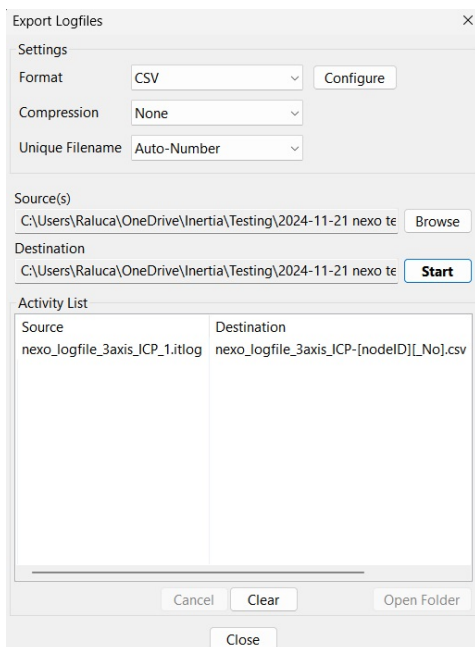 Export Logfiles
Settings
Format CSV Configure
Compression None
Unique Filename Auto-Number
Source(s)
C:\Users\Raluca\OneDrive\Inertia\Testing\2024-11-21 nexo te Browse
Destination
C:\Users\Raluca\OneDrive\Inertia\Testing\2024-11-21 nexo te Start
Activity List
Source Destination
nexo_logfile_3axis_ICP_1.itlog nexo_logfile_3axis_ICP-[nodeID][_No].csv
Cancel Clear Open Folder
Close